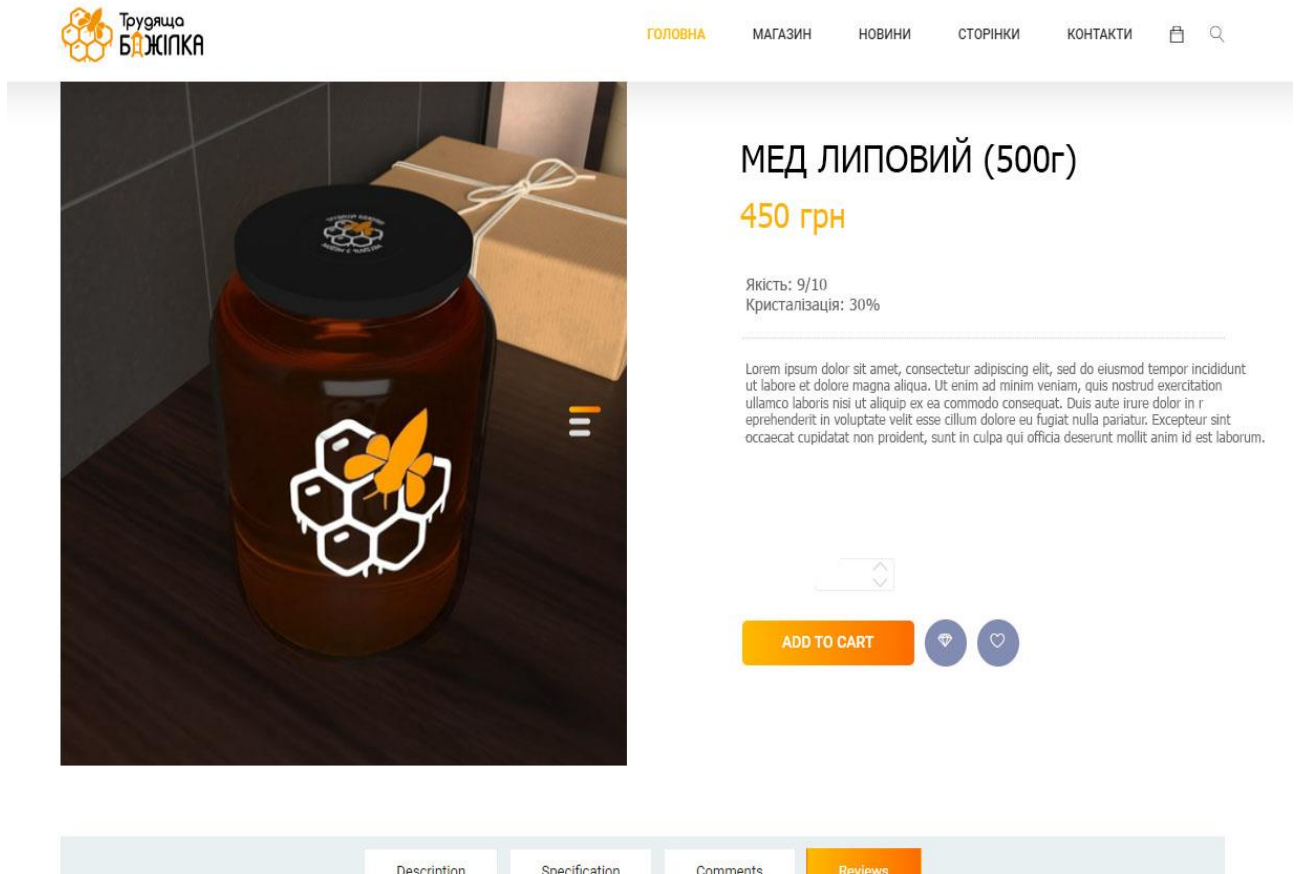 Трудяща
БДЖІЛКА
ГОЛОВНА МАГАЗИН НОВИНИ СТОРІНКИ КОНТАКТИ
МЕД ЛИПОВИЙ (500г)
450 грн
Якість: 9/10
Кристалізація: 30%
Lorem ipsum dolor sit amet, consectetur adipiscing elit, sed do eiusmod tempor incididunt
ut labore et dolore magna aliqua. Ut enim ad minim veniam, quis nostrud exercitation
ullamco laboris nisi ut aliquip ex ea commodo consequat. Duis aute irure dolor in r
eprehenderit in voluptate velit esse cillum dolore eu fugiat nulla pariatur. Excepteur sint
occaecat cupidatat non proident, sunt in culpa qui officia deserunt mollit anim id est laborum.
ADD TO CART
Description Specification Comments Reviews